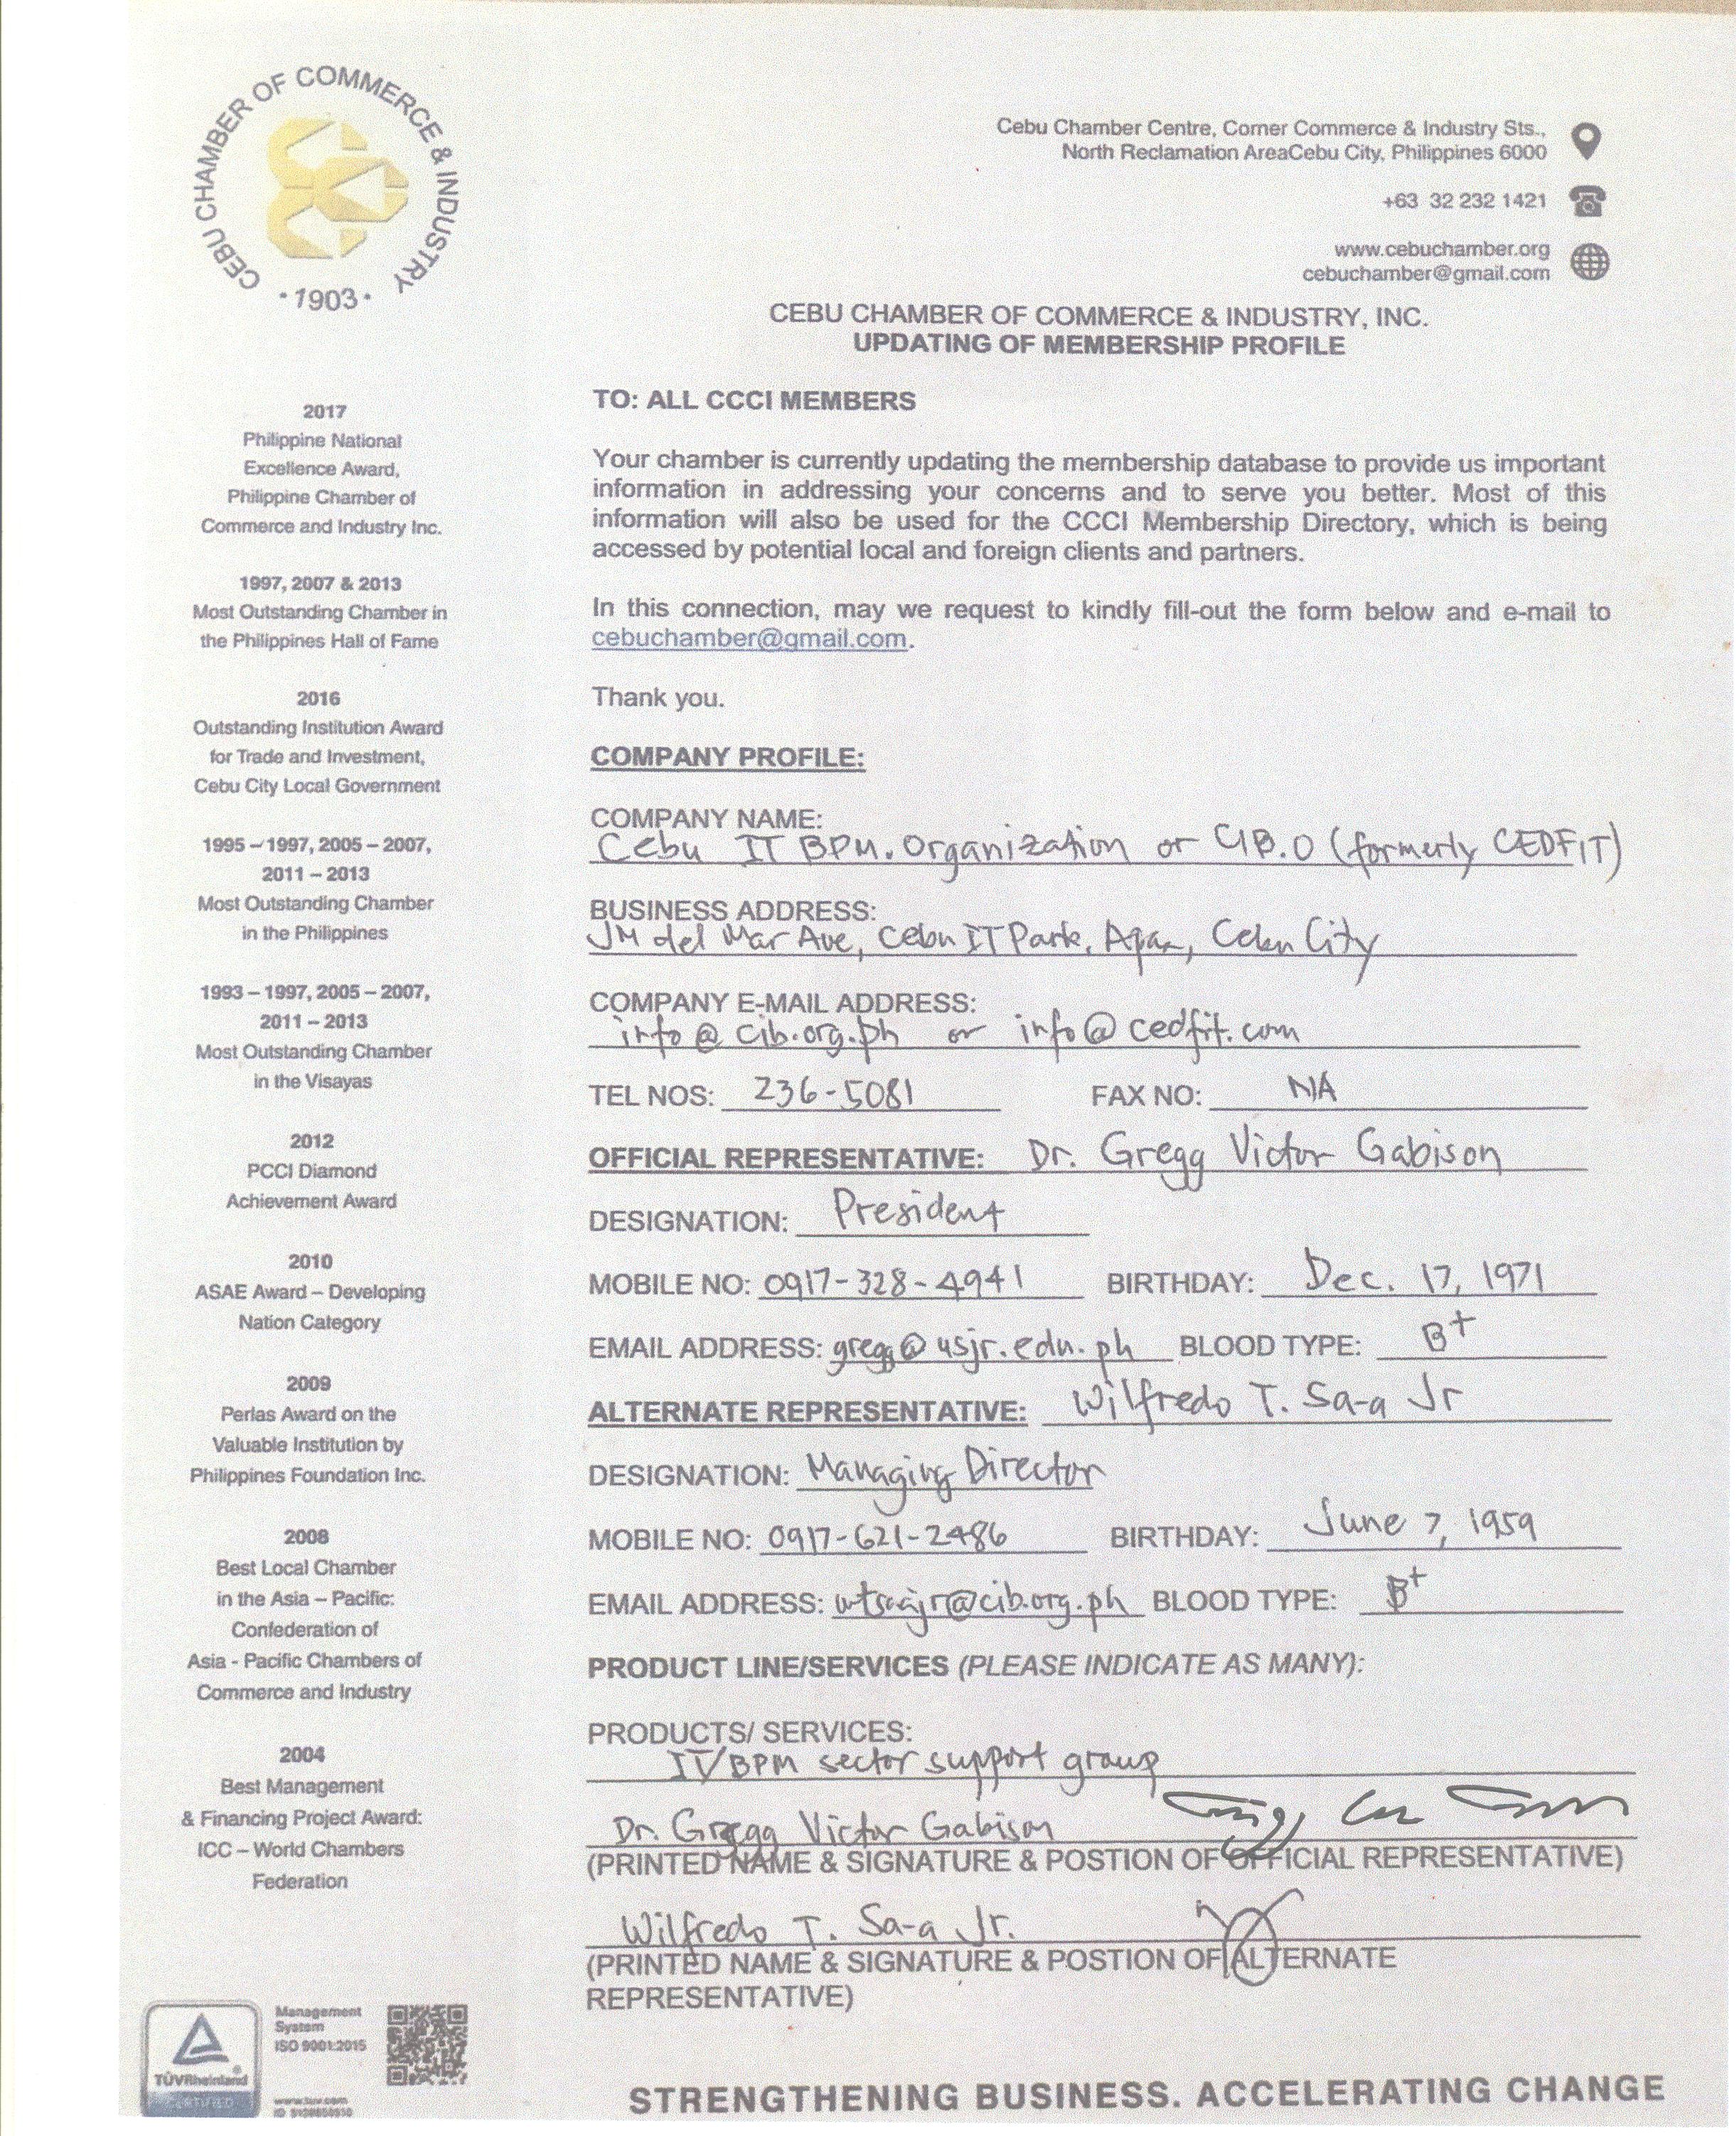 CEBU CHAMBER OF COMMERCE & INDUSTRY
• 1903 •
Cebu Chamber Centre, Corner Commerce & Industry Sts.,
North Reclamation AreaCebu City, Philippines 6000
+63 32 232 1421
www.cebuchamber.org
cebuchamber@gmail.com
CEBU CHAMBER OF COMMERCE & INDUSTRY, INC.
UPDATING OF MEMBERSHIP PROFILE
2017
Philippine National
Excellence Award,
Philippine Chamber of
Commerce and Industry Inc.
1997, 2007 & 2013
Most Outstanding Chamber in
the Philippines Hall of Fame
2016
Outstanding Institution Award
for Trade and Investment,
Cebu City Local Government
1995 – 1997, 2005 – 2007,
2011 – 2013
Most Outstanding Chamber
in the Philippines
1993 – 1997, 2005 – 2007,
2011 – 2013
Most Outstanding Chamber
in the Visayas
2012
PCCI Diamond
Achievement Award
2010
ASAE Award – Developing
Nation Category
2009
Perlas Award on the
Valuable Institution by
Philippines Foundation Inc.
2008
Best Local Chamber
in the Asia – Pacific:
Confederation of
Asia - Pacific Chambers of
Commerce and Industry
2004
Best Management
& Financing Project Award:
ICC – World Chambers
Federation
TO: ALL CCCI MEMBERS
Your chamber is currently updating the membership database to provide us important
information in addressing your concerns and to serve you better. Most of this
information will also be used for the CCCI Membership Directory, which is being
accessed by potential local and foreign clients and partners.
In this connection, may we request to kindly fill-out the form below and e-mail to
cebuchamber@gmail.com.
Thank you.
COMPANY PROFILE:
COMPANY NAME:
Cebu IT BPM. Organization or CIB.O (formerly CEDFIT)
BUSINESS ADDRESS:
JM del Mar Ave, Cebu IT Park, Apas, Cebu City
COMPANY E-MAIL ADDRESS:
info@cib.org.ph or info@cedfit.com
TEL NOS: 236-5081 FAX NO: N/A
OFFICIAL REPRESENTATIVE: Dr. Gregg Victor Gabison
DESIGNATION: President
MOBILE NO: 0917-328-4941 BIRTHDAY: Dec. 17, 1971
EMAIL ADDRESS: gregg@usjr.edu.ph BLOOD TYPE: B+
ALTERNATE REPRESENTATIVE: Wilfredo T. Sa-a Jr
DESIGNATION: Managing Director
MOBILE NO: 0917-621-2486 BIRTHDAY: June 7, 1959
EMAIL ADDRESS: wtsaajr@cib.org.ph BLOOD TYPE: B+
PRODUCT LINE/SERVICES (PLEASE INDICATE AS MANY):
PRODUCTS/ SERVICES:
IT/BPM sector support group
Dr. Gregg Victor Gabison
(PRINTED NAME & SIGNATURE & POSTION OF OFFICIAL REPRESENTATIVE)
Wilfredo T. Sa-a Jr.
(PRINTED NAME & SIGNATURE & POSTION OF ALTERNATE
REPRESENTATIVE)
TÜVRheinland
CERTIFIED
Management
System
ISO 9001:2015
www.tuv.com
STRENGTHENING BUSINESS. ACCELERATING CHANGE